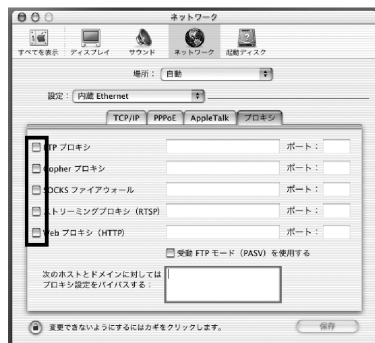 ネットワーク
すべてを表示 ディスプレイ サウンド ネットワーク 起動ディスク
場所： 自動
設定： 内蔵 Ethernet
TCP/IP PPPoE AppleTalk プロキシ
FTP プロキシ ポート：
Gopher プロキシ ポート：
SOCKS ファイアウォール ポート：
ストリーミングプロキシ（RTSP） ポート：
Web プロキシ（HTTP） ポート：
受動 FTP モード（PASV）を使用する
次のホストとドメインに対しては
プロキシ設定をバイパスする：
変更できないようにするにはカギをクリックします。 保存